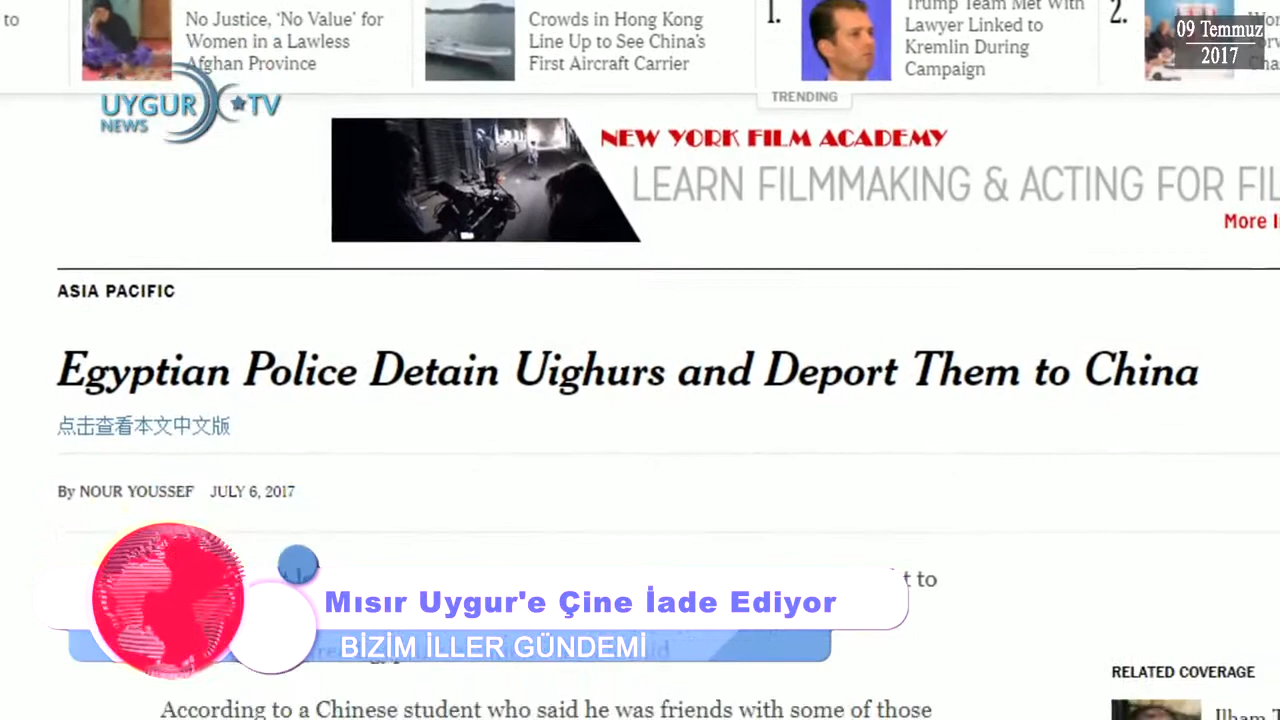 to
No Justice, ‘No Value’ for
Women in a Lawless
Afghan Province
Crowds in Hong Kong
Line Up to See China’s
First Aircraft Carrier
1.
Trump Team Met With
Lawyer Linked to
Kremlin During
Campaign
2.
09 Temmuz
2017
TRENDING
UYGUR TV
NEWS
NEW YORK FILM ACADEMY
LEARN FILMMAKING & ACTING FOR
More
ASIA PACIFIC
Egyptian Police Detain Uighurs and Deport Them to China
点击查看本文中文版
By NOUR YOUSSEF JULY 6, 2017
to
Mısır Uygur'e Çine İade Ediyor
BİZİM İLLER GÜNDEMİ
RELATED COVERAGE
According to a Chinese student who said he was friends with some of those
Ilham